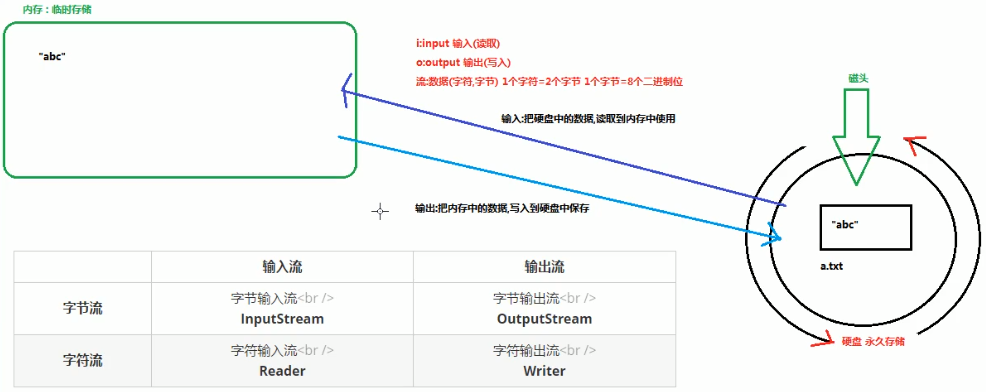 内存：临时存储
"abc"
i:input 输入(读取)
o:output 输出(写入)
流:数据(字符,字节) 1个字符=2个字节 1个字节=8个二进制位
输入:把硬盘中的数据,读取到内存中使用
输出:把内存中的数据,写入到硬盘中保存
磁头
"abc"
a.txt
硬盘 永久存储
输入流 输出流
字节流 字节输入流<br /> 字节输出流<br />
InputStream OutputStream
字符流 字符输入流<br /> 字符输出流<br />
Reader Writer